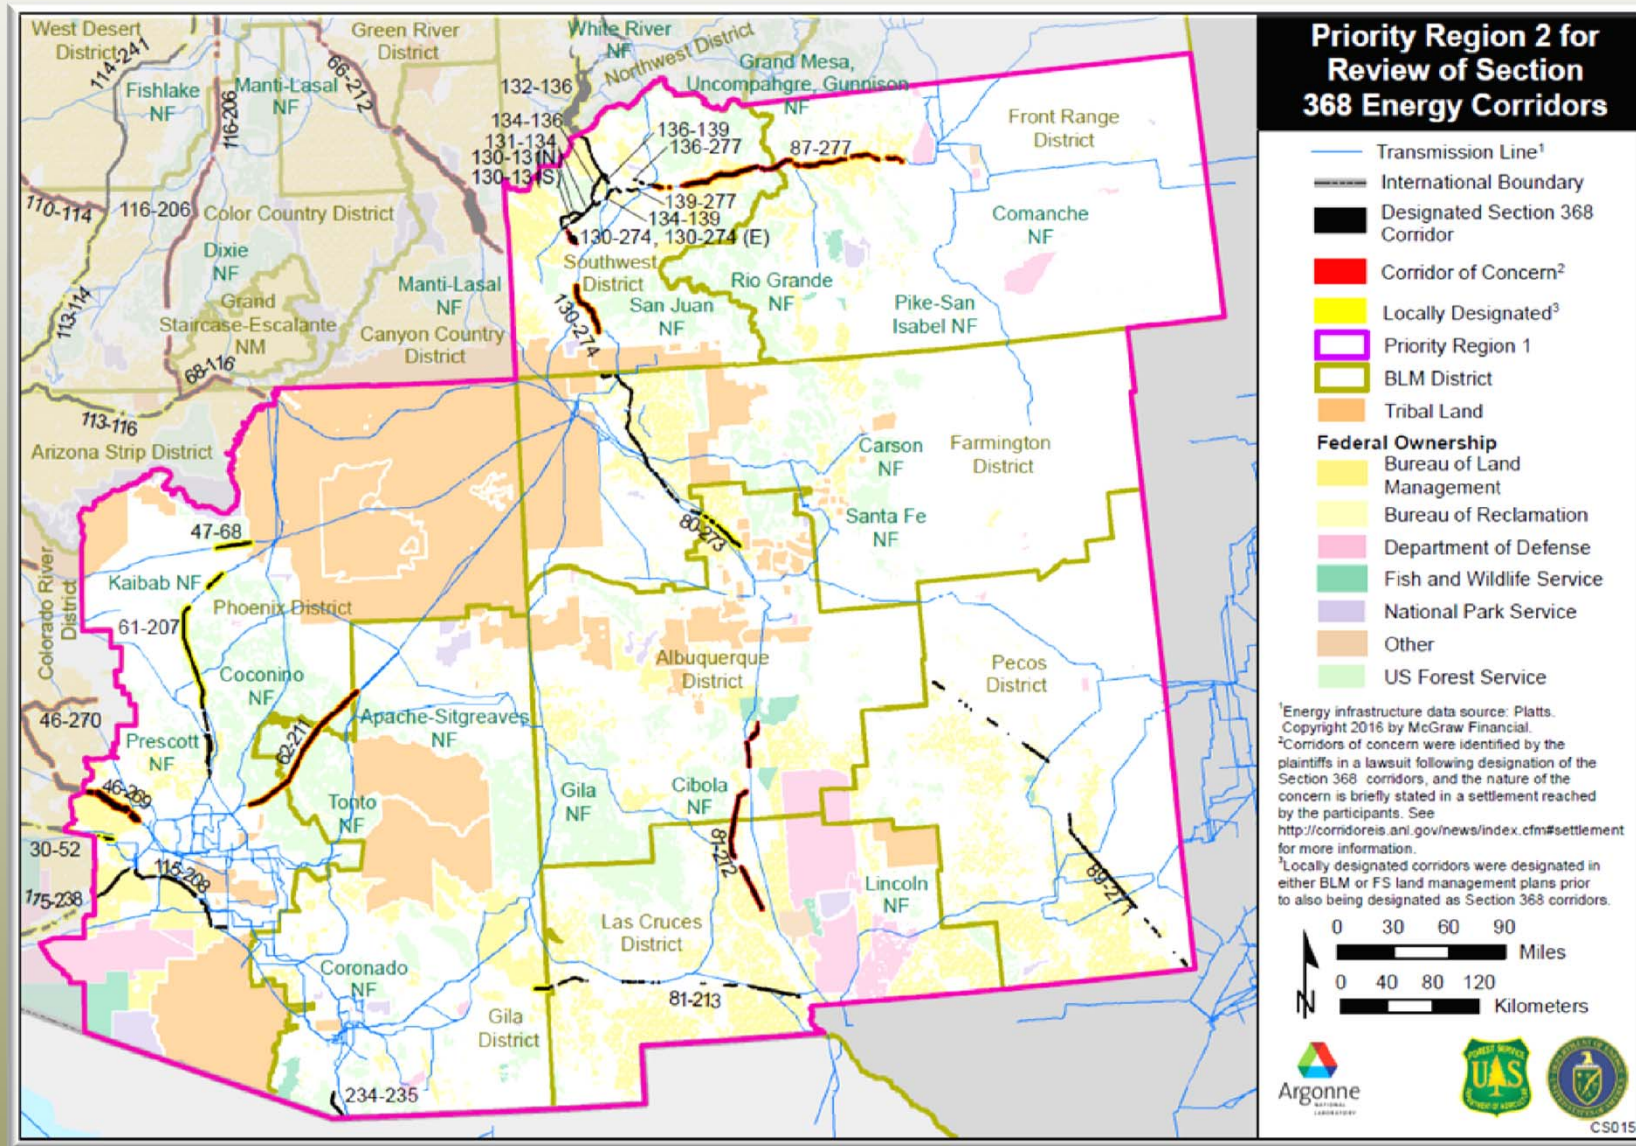 Priority Region 2 for
Review of Section
368 Energy Corridors
Transmission Line¹
International Boundary
Designated Section 368
Corridor
Corridor of Concern²
Locally Designated³
Priority Region 1
BLM District
Tribal Land
Federal Ownership
Bureau of Land
Management
Bureau of Reclamation
Department of Defense
Fish and Wildlife Service
National Park Service
Other
US Forest Service
¹Energy infrastructure data source: Platts.
Copyright 2016 by McGraw Financial.
²Corridors of concern were identified by the
plaintiffs in a lawsuit following designation of the
Section 368 corridors, and the nature of the
concern is briefly stated in a settlement reached
by the participants. See
http://corridoreis.anl.gov/news/index.cfm#settlement
for more information.
³Locally designated corridors were designated in
either BLM or FS land management plans prior
to also being designated as Section 368 corridors.
0 30 60 90
Miles
0 40 80 120
Kilometers
N
Argonne
NATIONAL
LABORATORY
FOREST SERVICE
UAS
DEPARTMENT OF AGRICULTURE
CS015
West Desert
District
114-241
Fishlake
NF
116-206
Manti-Lasal
NF
66-212
Green River
District
White River
NF
Northwest District
Grand Mesa,
Uncompahgre, Gunnison
NF
132-136
134-136
131-134
130-131(N)
130-131(S)
136-139
136-277
87-277
Front Range
District
139-277
134-139
130-274, 130-274 (E)
Comanche
NF
110-114
116-206
Color Country District
Dixie
NF
Grand
Staircase-Escalante
NM
Manti-Lasal
NF
Canyon Country
District
113-114
68-116
Southwest
District
130-274
San Juan
NF
Rio Grande
NF
Pike-San
Isabel NF
113-116
Arizona Strip District
Carson
NF
Farmington
District
Santa Fe
NF
80-273
47-68
Kaibab NF
Colorado River
District
61-207
Phoenix District
Coconino
NF
Albuquerque
District
Pecos
District
46-270
Prescott
NF
62-211
Apache-Sitgreaves
NF
46-269
Tonto
NF
Gila
NF
Cibola
NF
81-272
30-52
115-208
115-238
89-271
Lincoln
NF
Las Cruces
District
Coronado
NF
81-213
Gila
District
234-235